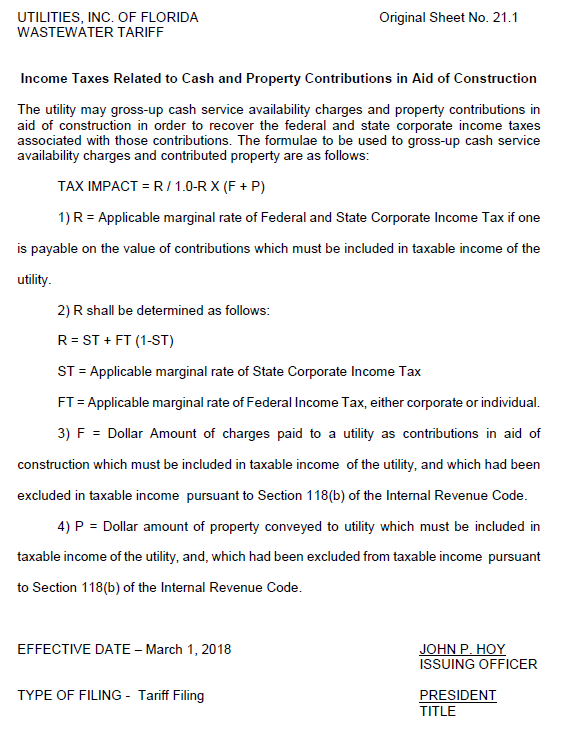 UTILITIES, INC. OF FLORIDA Original Sheet No. 21.1
WASTEWATER TARIFF
Income Taxes Related to Cash and Property Contributions in Aid of Construction
The utility may gross-up cash service availability charges and property contributions in
aid of construction in order to recover the federal and state corporate income taxes
associated with those contributions. The formulae to be used to gross-up cash service
availability charges and contributed property are as follows:
TAX IMPACT = R / 1.0-R X (F + P)
1) R = Applicable marginal rate of Federal and State Corporate Income Tax if one
is payable on the value of contributions which must be included in taxable income of the
utility.
2) R shall be determined as follows:
R = ST + FT (1-ST)
ST = Applicable marginal rate of State Corporate Income Tax
FT = Applicable marginal rate of Federal Income Tax, either corporate or individual.
3) F = Dollar Amount of charges paid to a utility as contributions in aid of
construction which must be included in taxable income of the utility, and which had been
excluded in taxable income pursuant to Section 118(b) of the Internal Revenue Code.
4) P = Dollar amount of property conveyed to utility which must be included in
taxable income of the utility, and, which had been excluded from taxable income pursuant
to Section 118(b) of the Internal Revenue Code.
EFFECTIVE DATE – March 1, 2018 JOHN P. HOY
ISSUING OFFICER
TYPE OF FILING - Tariff Filing PRESIDENT
TITLE